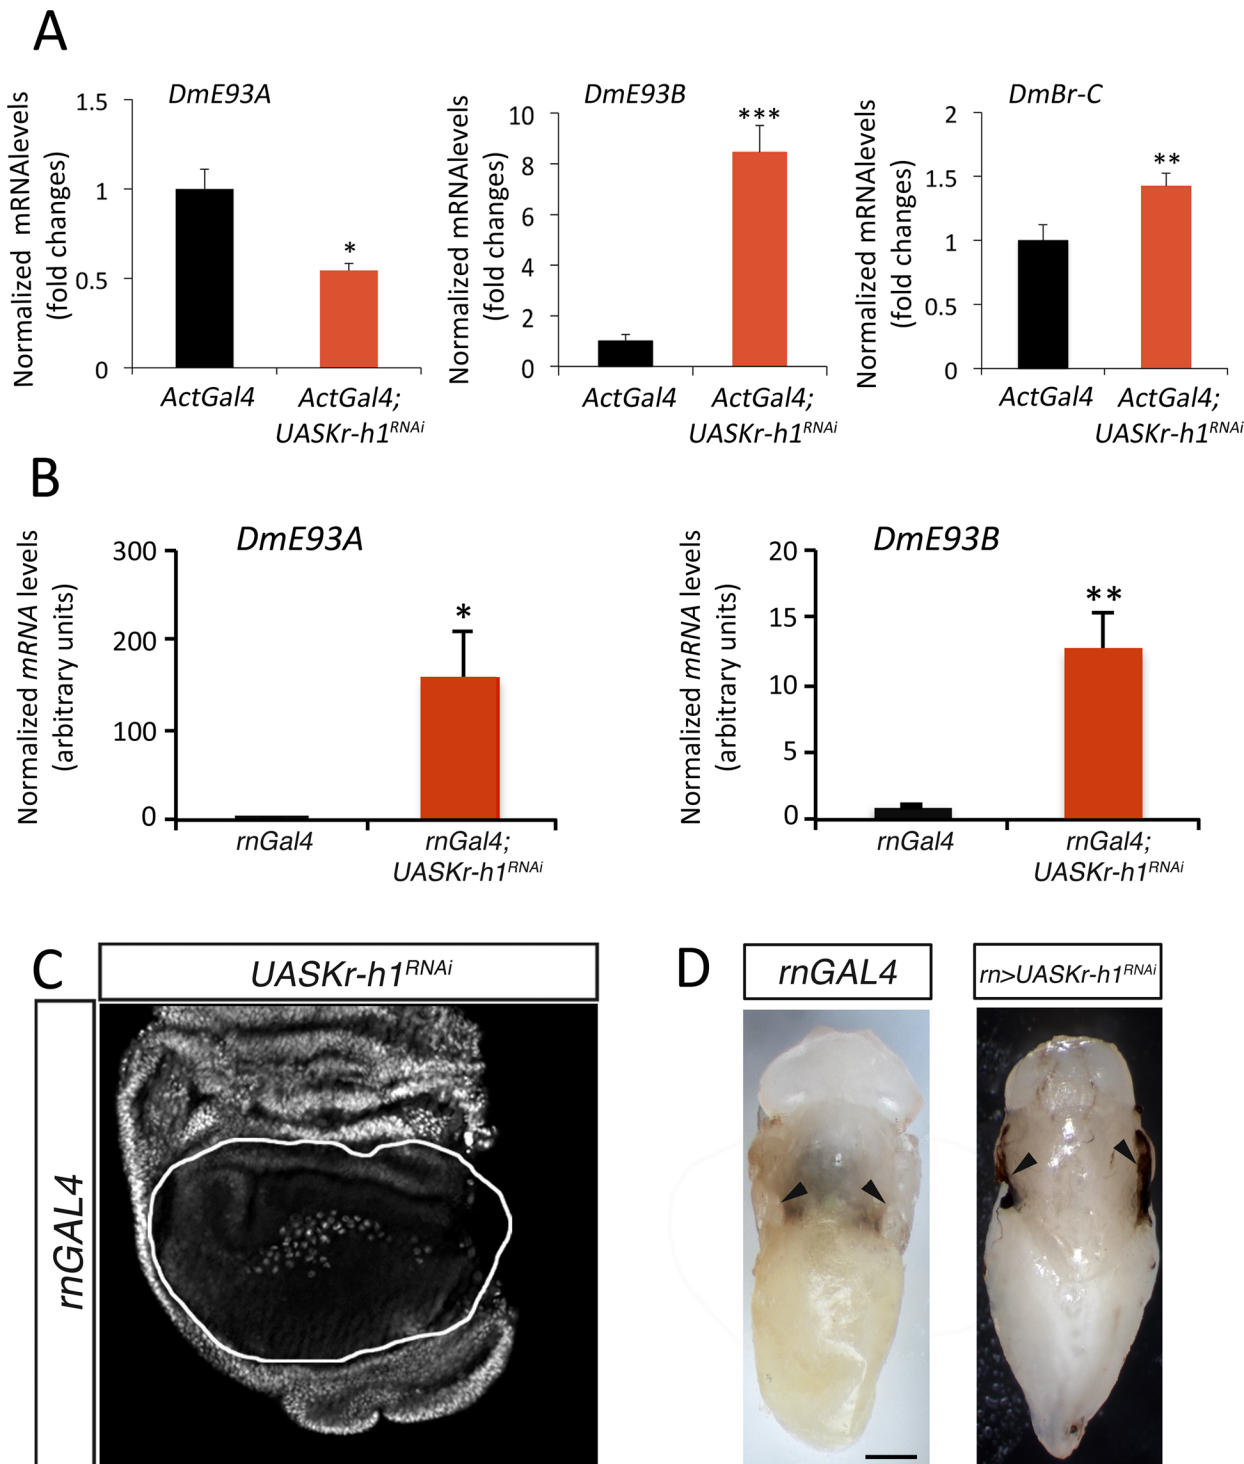 A
DmE93A
Normalized mRNAlevels
(fold changes)
1.5
1
0.5
0
*
ActGal4
ActGal4;
UASKr-h1RNAi
DmE93B
Normalized mRNAlevels
(fold changes)
10
8
6
4
2
0
***
ActGal4
ActGal4;
UASKr-h1RNAi
DmBr-C
Normalized mRNAlevels
(fold changes)
2
1.5
1
0.5
0
**
ActGal4
ActGal4;
UASKr-h1RNAi
B
DmE93A
Normalized mRNA levels
(arbitrary units)
300
200
100
0
*
rnGal4
rnGal4;
UASKr-h1RNAi
DmE93B
Normalized mRNA levels
(arbitrary units)
20
15
10
5
0
**
rnGal4
rnGal4;
UASKr-h1RNAi
C
UASKr-h1RNAi
rnGAL4
D
rnGAL4
rn>UASKr-h1RNAi